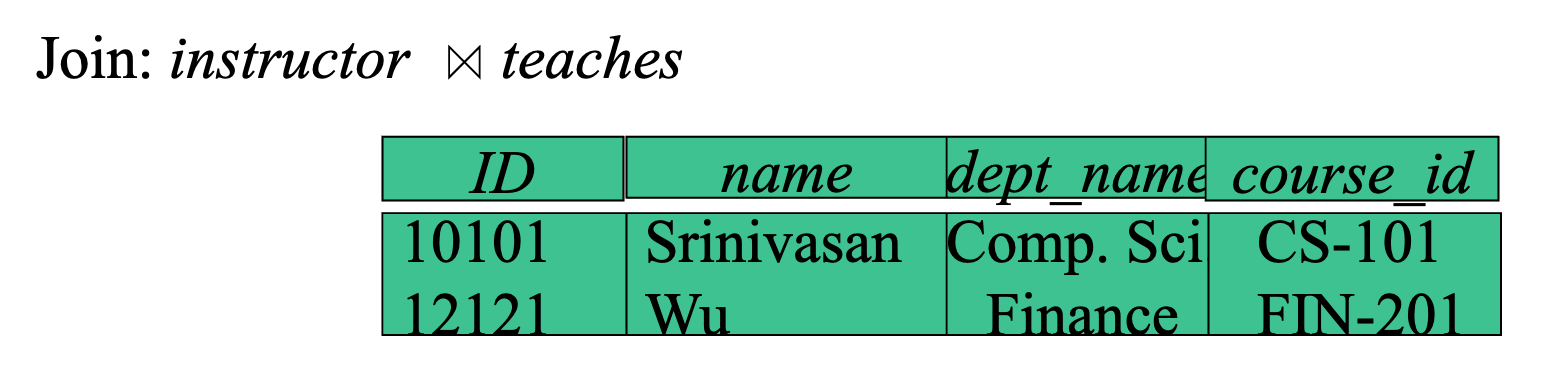 Join: instructor ⋈ teaches
ID name dept_name course_id
10101 Srinivasan Comp. Sci CS-101
12121 Wu Finance FIN-201